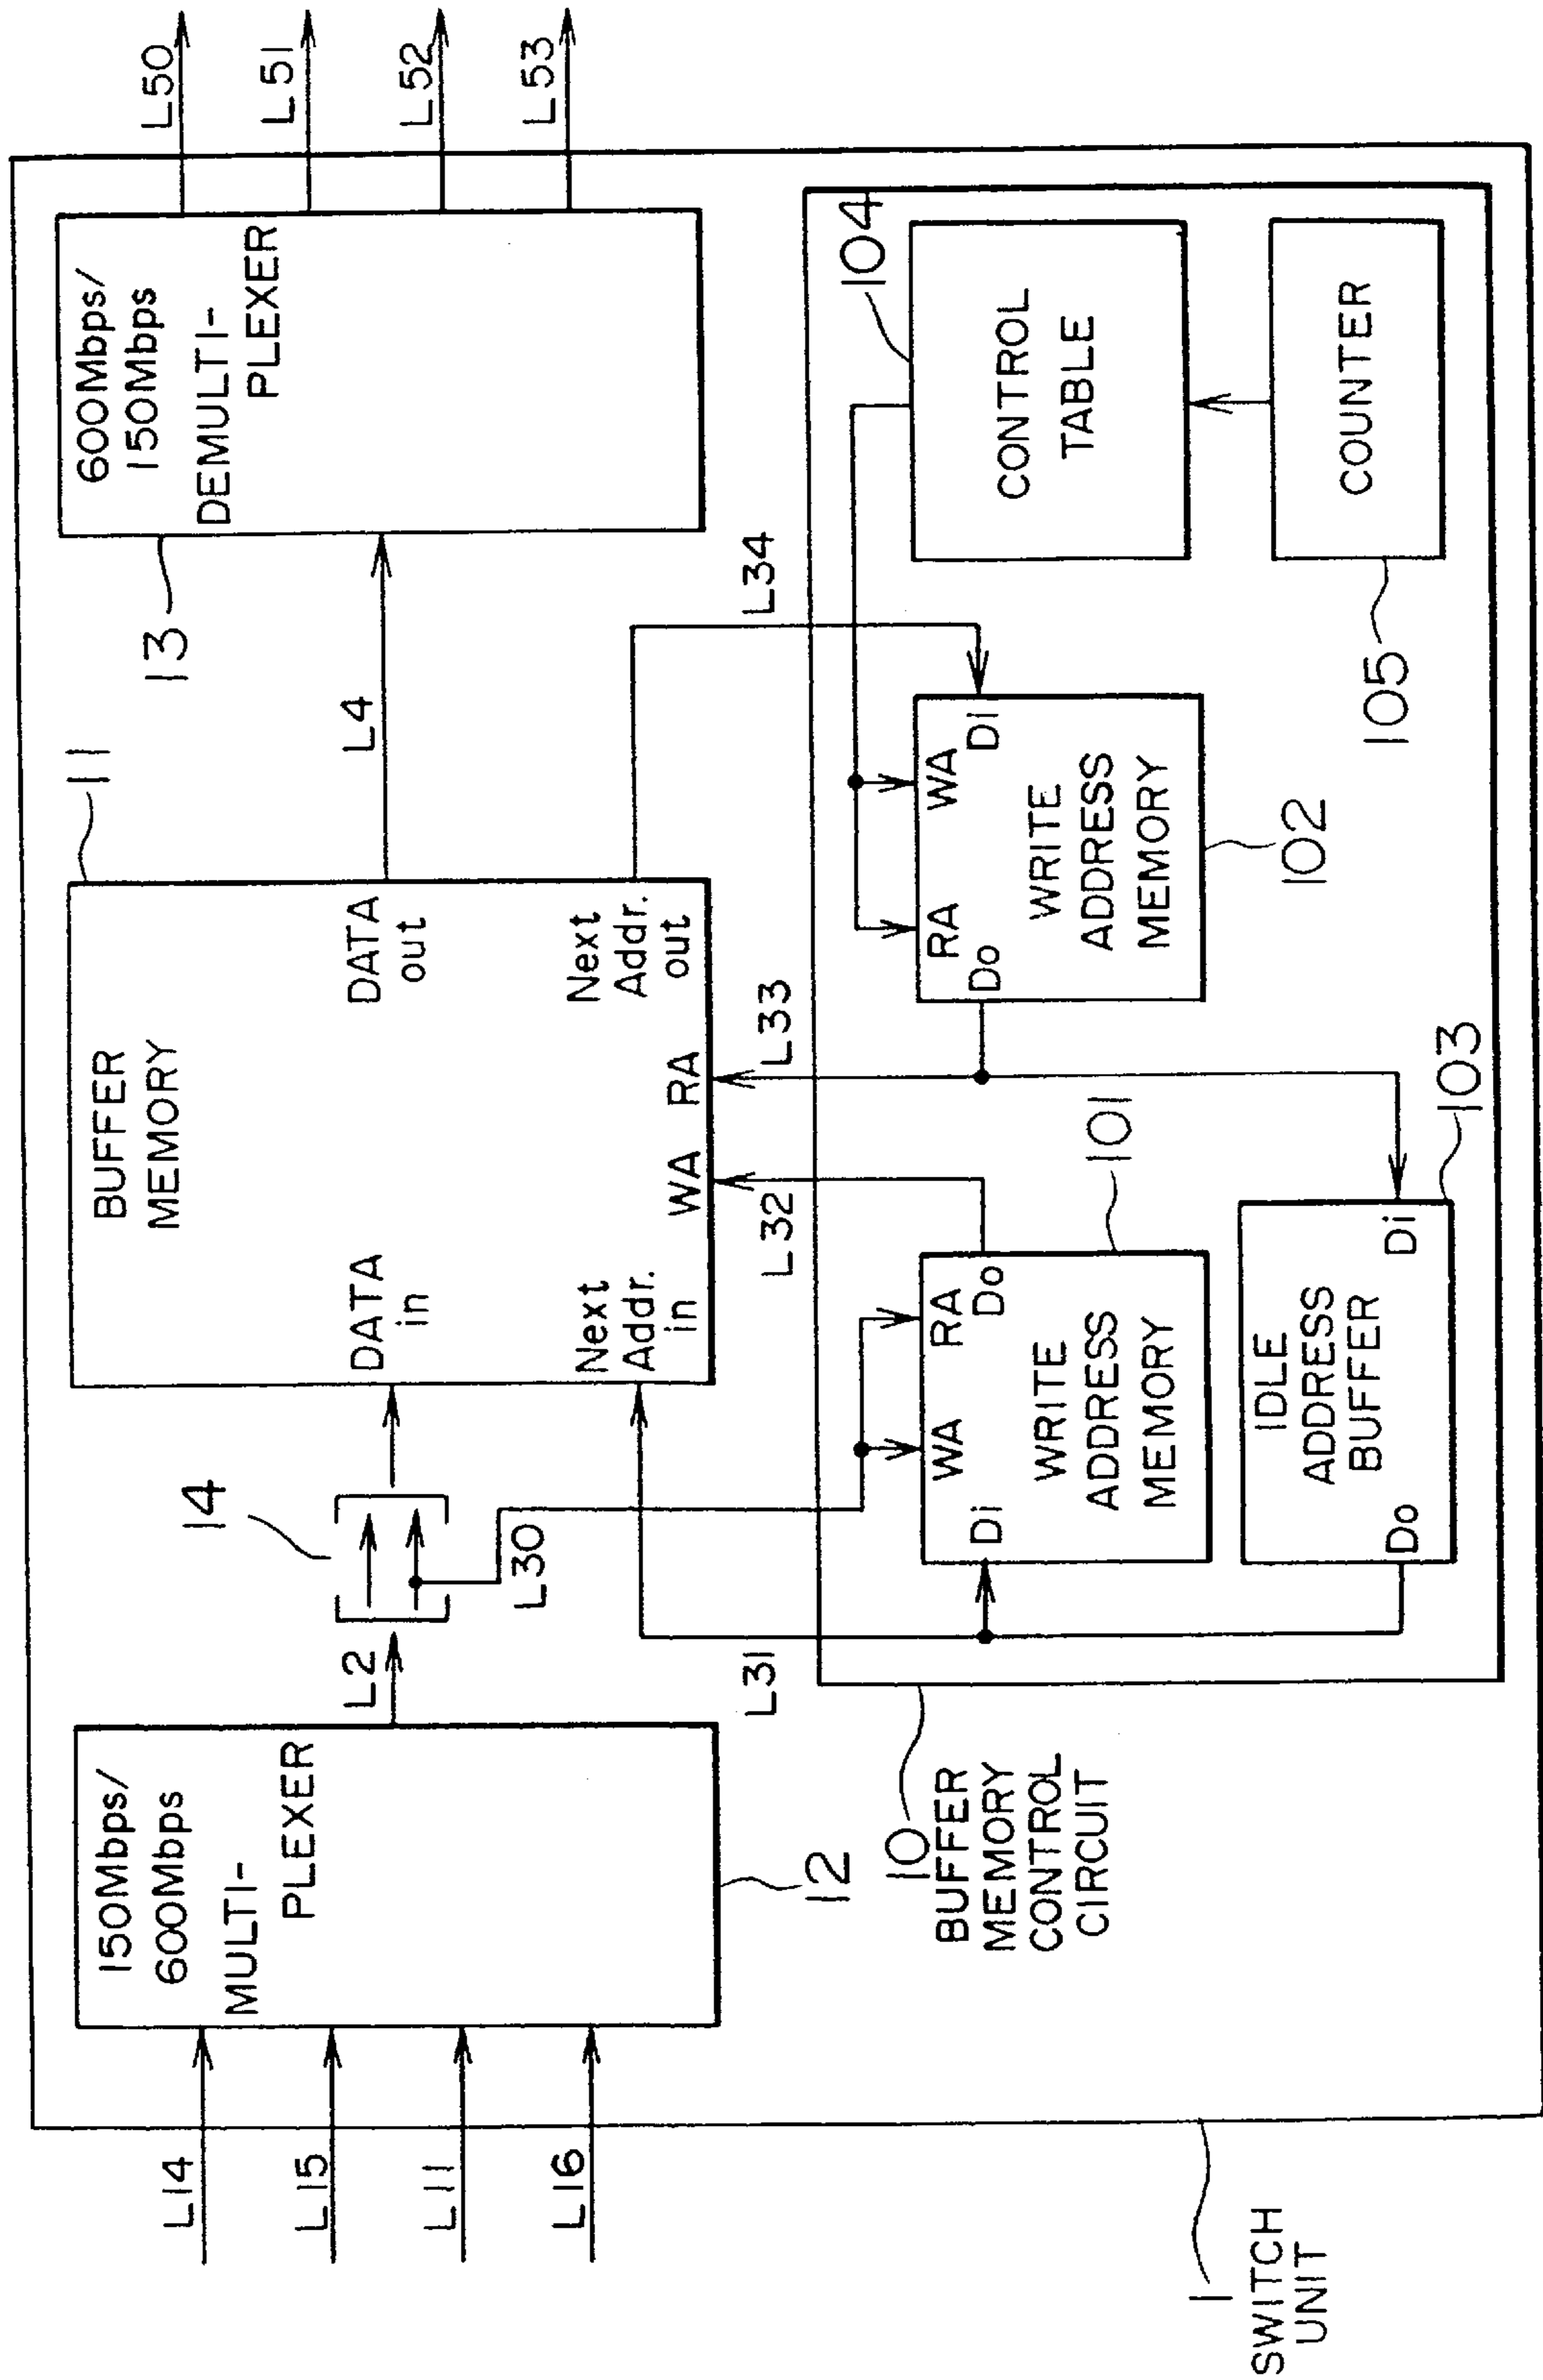 L14
L15
L11
L16
150Mbps/
600Mbps
MULTI-
PLEXER
12
L2
14
L30
L31
BUFFER
MEMORY
11
DATA
in
Next
Addr.
in
WA
RA
DATA
out
Next
Addr.
out
L32
L33
L4
L34
600Mbps/
150Mbps
DEMULTI-
PLEXER
13
L50
L51
L52
L53
10
BUFFER
MEMORY
CONTROL
CIRCUIT
WA
RA
Di
Do
WRITE
ADDRESS
MEMORY
101
IDLE
ADDRESS
BUFFER
Do
Di
103
RA
WA
Do
Di
WRITE
ADDRESS
MEMORY
102
104
CONTROL
TABLE
COUNTER
105
1
SWITCH
UNIT